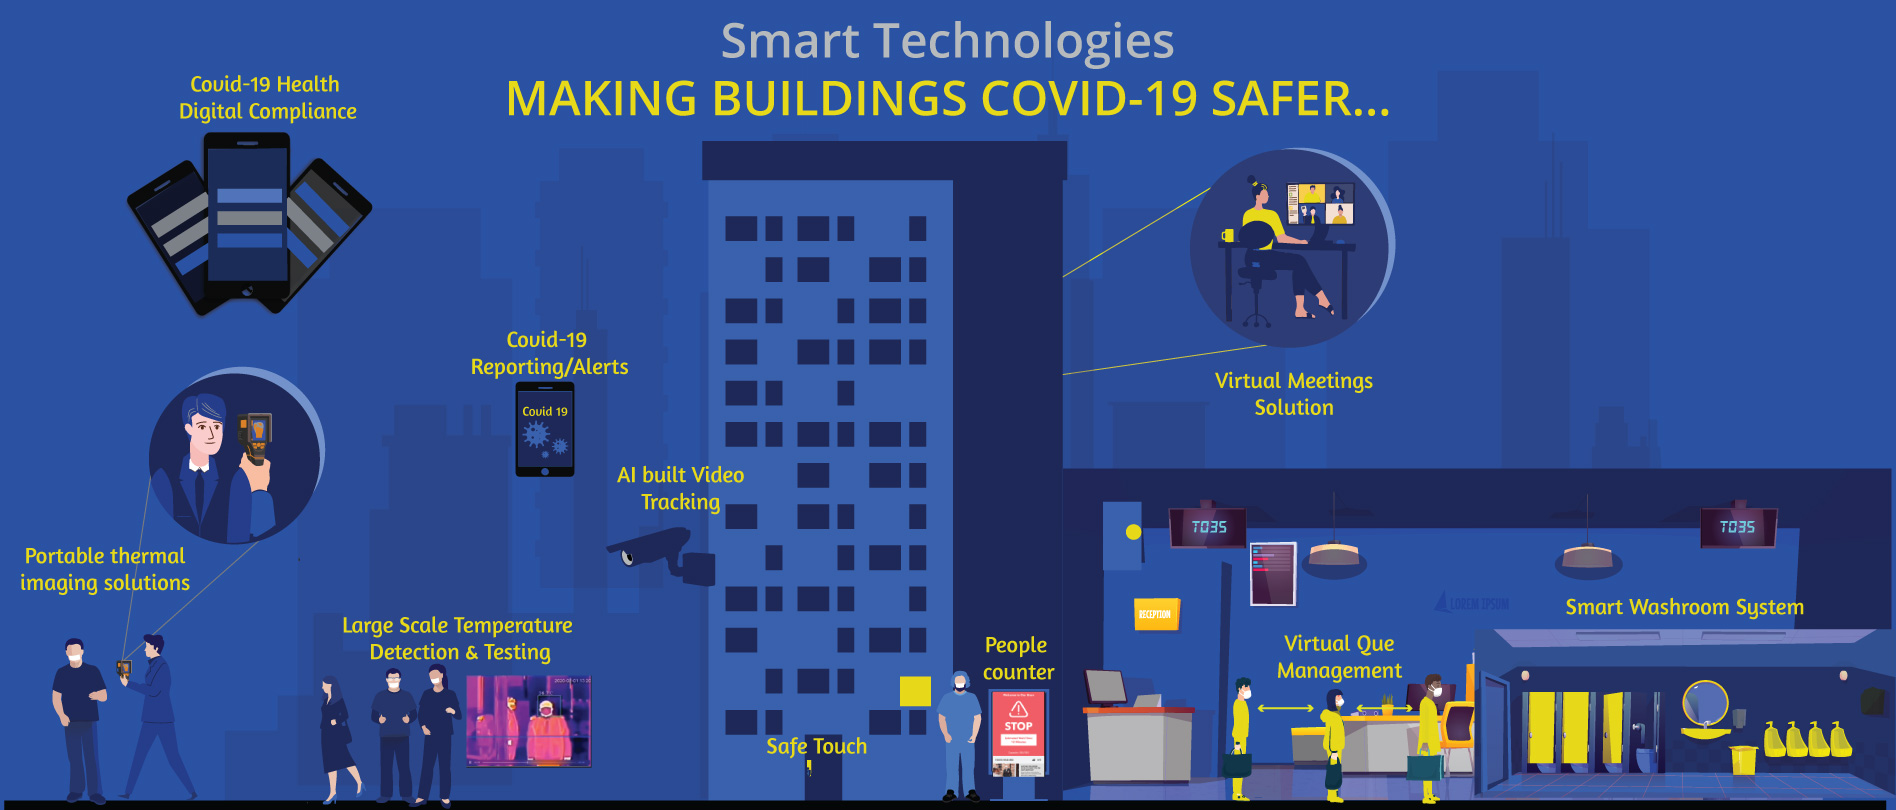 Smart Technologies
MAKING BUILDINGS COVID-19 SAFER...
Covid-19 Health
Digital Compliance
Covid-19
Reporting/Alerts
Covid 19
Virtual Meetings
Solution
AI built Video
Tracking
Portable thermal
imaging solutions
Large Scale Temperature
Detection & Testing
People
counter
STOP
Safe Touch
T035
T035
RECEPTION
LOREM IPSUM
Virtual Que
Management
Smart Washroom System